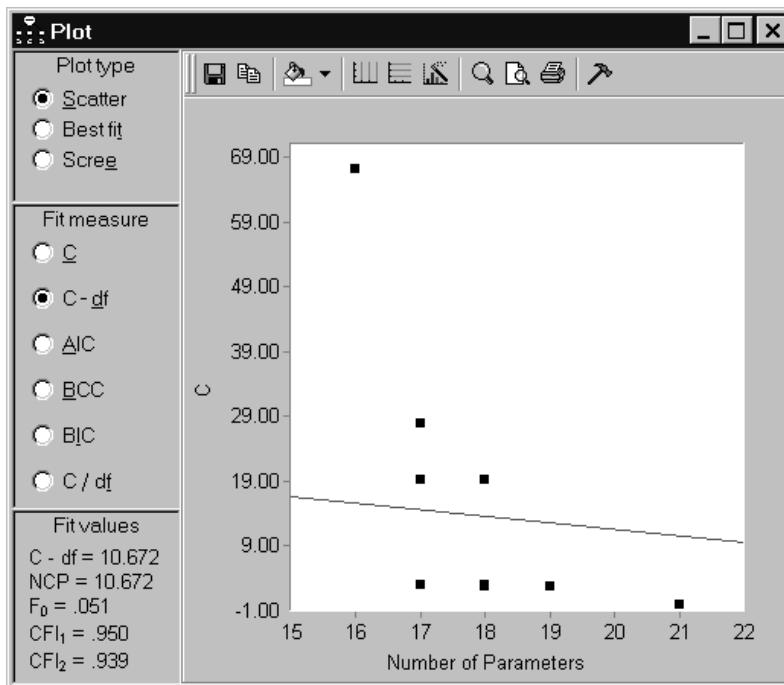 Plot
Plot type
Scatter
Best fit
Scree
Fit measure
C
C - df
AIC
BCC
BIC
C / df
Fit values
C - df = 10.672
NCP = 10.672
F0 = .051
CFI1 = .950
CFI2 = .939
C
69.00
59.00
49.00
39.00
29.00
19.00
9.00
-1.00
15 16 17 18 19 20 21 22
Number of Parameters